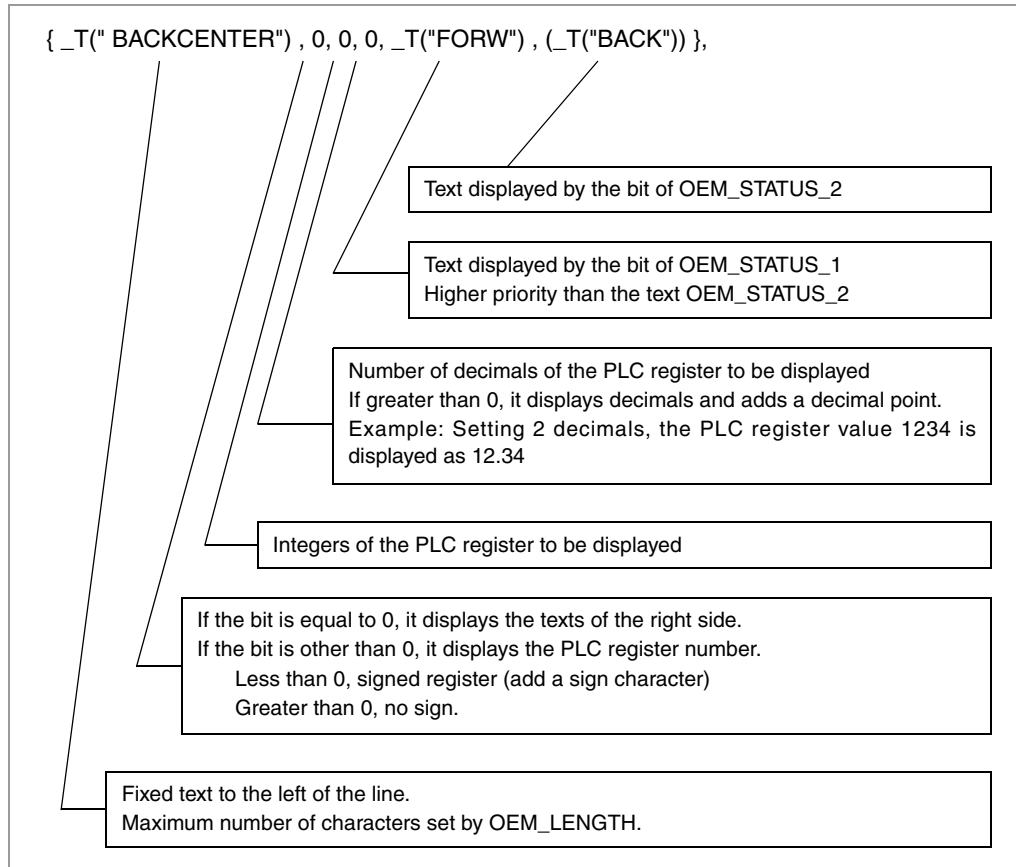 { _T(" BACKCENTER") , 0, 0, 0, _T("FORW") , (_T("BACK")) },
Text displayed by the bit of OEM_STATUS_2
Text displayed by the bit of OEM_STATUS_1
Higher priority than the text OEM_STATUS_2
Number of decimals of the PLC register to be displayed
If greater than 0, it displays decimals and adds a decimal point.
Example: Setting 2 decimals, the PLC register value 1234 is
displayed as 12.34
Integers of the PLC register to be displayed
If the bit is equal to 0, it displays the texts of the right side.
If the bit is other than 0, it displays the PLC register number.
Less than 0, signed register (add a sign character)
Greater than 0, no sign.
Fixed text to the left of the line.
Maximum number of characters set by OEM_LENGTH.